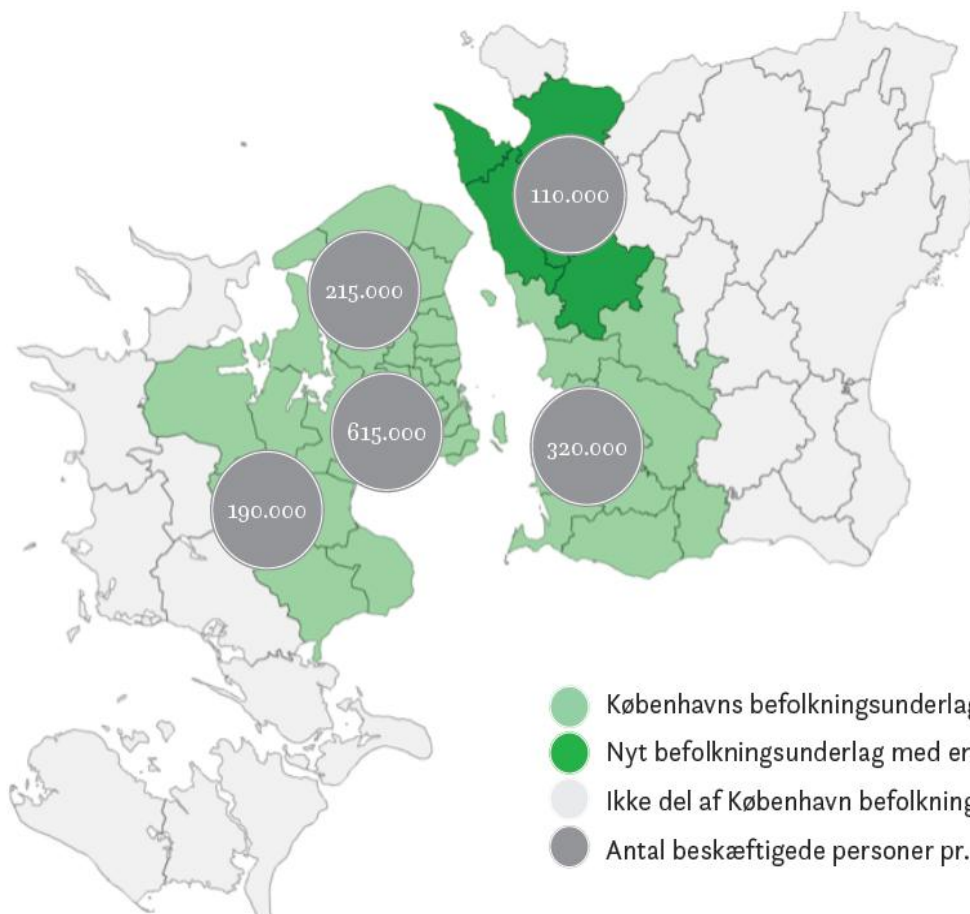 110.000
215.000
615.000
320.000
190.000
Københavns befolkningsunderlag
Nyt befolkningsunderlag med en
Ikke del af København befolkning
Antal beskæftigede personer pr.